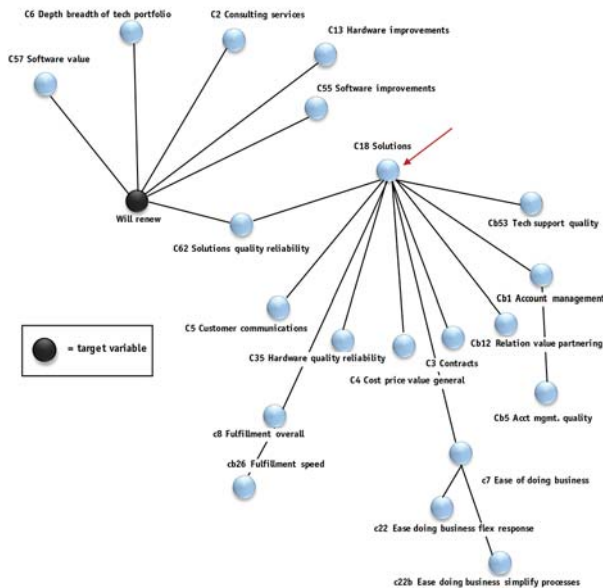 C6 Depth breadth of tech portfolio
C2 Consulting services
C13 Hardware improvements
C57 Software value
C55 Software improvements
C18 Solutions
Will renew
Cb53 Tech support quality
C62 Solutions quality reliability
Cb1 Account management
C5 Customer communications
Cb12 Relation value partnering
= target variable
C35 Hardware quality reliability
C3 Contracts
C4 Cost price value general
Cb5 Acct mgmt. quality
c8 Fulfillment overall
cb26 Fulfillment speed
c7 Ease of doing business
c22 Ease doing business flex response
c22b Ease doing business simplify processes